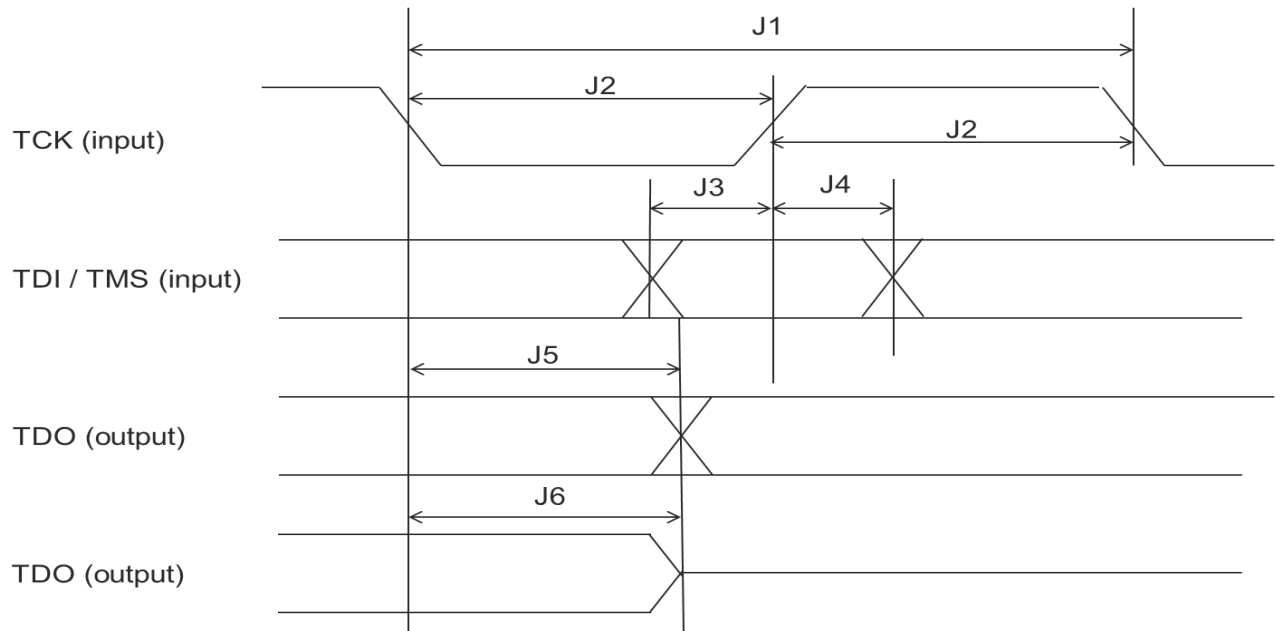 J1
J2
TCK (input)
J2
J3
J4
TDI / TMS (input)
J5
TDO (output)
J6
TDO (output)